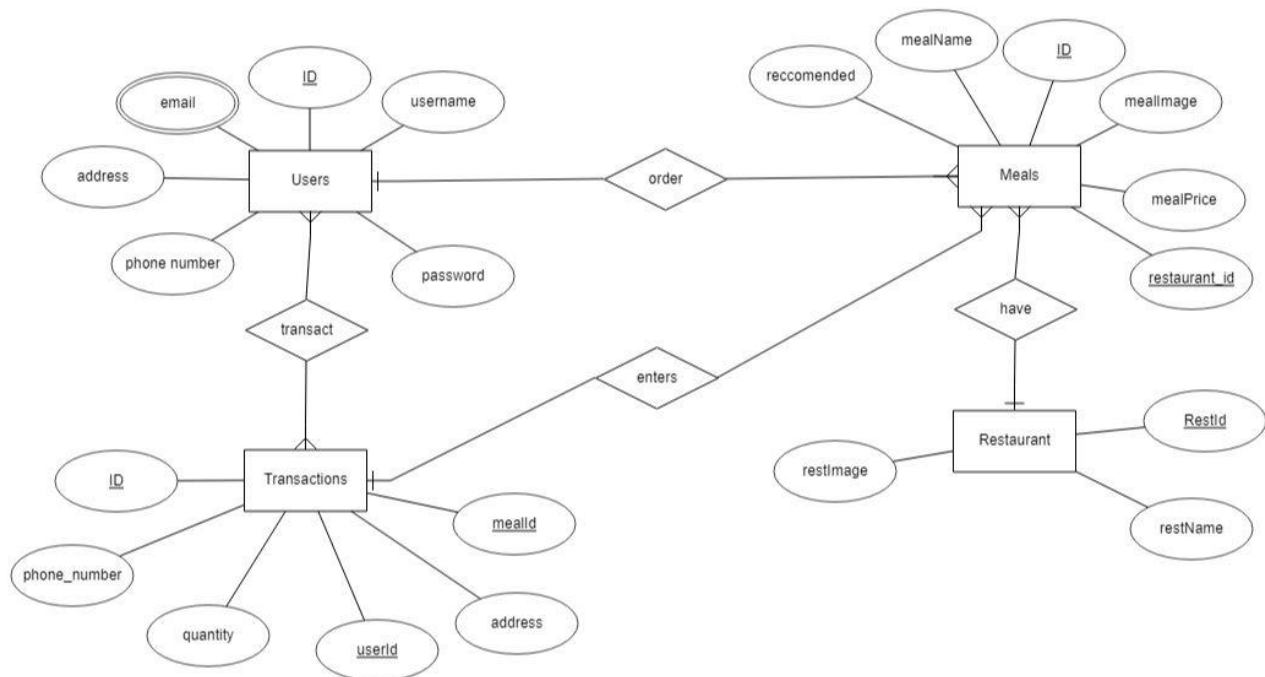 mealName
ID
reccomended
mealImage
ID
email
username
address
Users
order
Meals
mealPrice
phone number
password
restaurant_id
transact
have
enters
RestId
Restaurant
restImage
Transactions
ID
mealId
restName
phone_number
address
quantity
userId